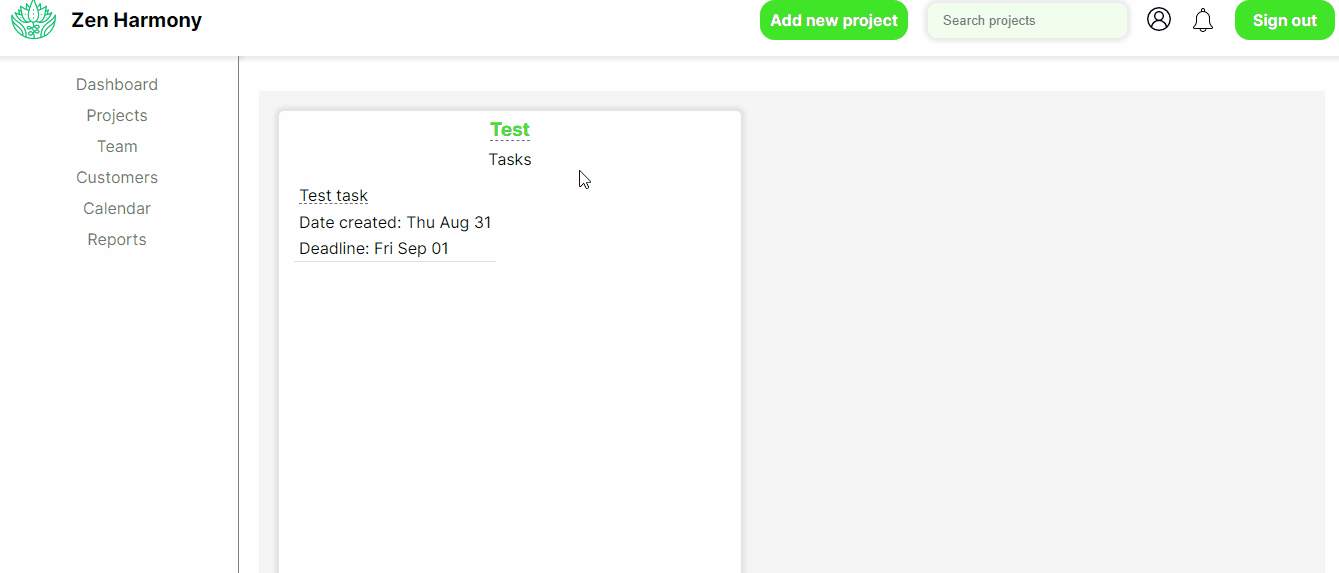 Zen Harmony
Add new project
Search projects
Sign out
Dashboard
Projects
Team
Customers
Calendar
Reports
Test
Tasks
Test task
Date created: Thu Aug 31
Deadline: Fri Sep 01